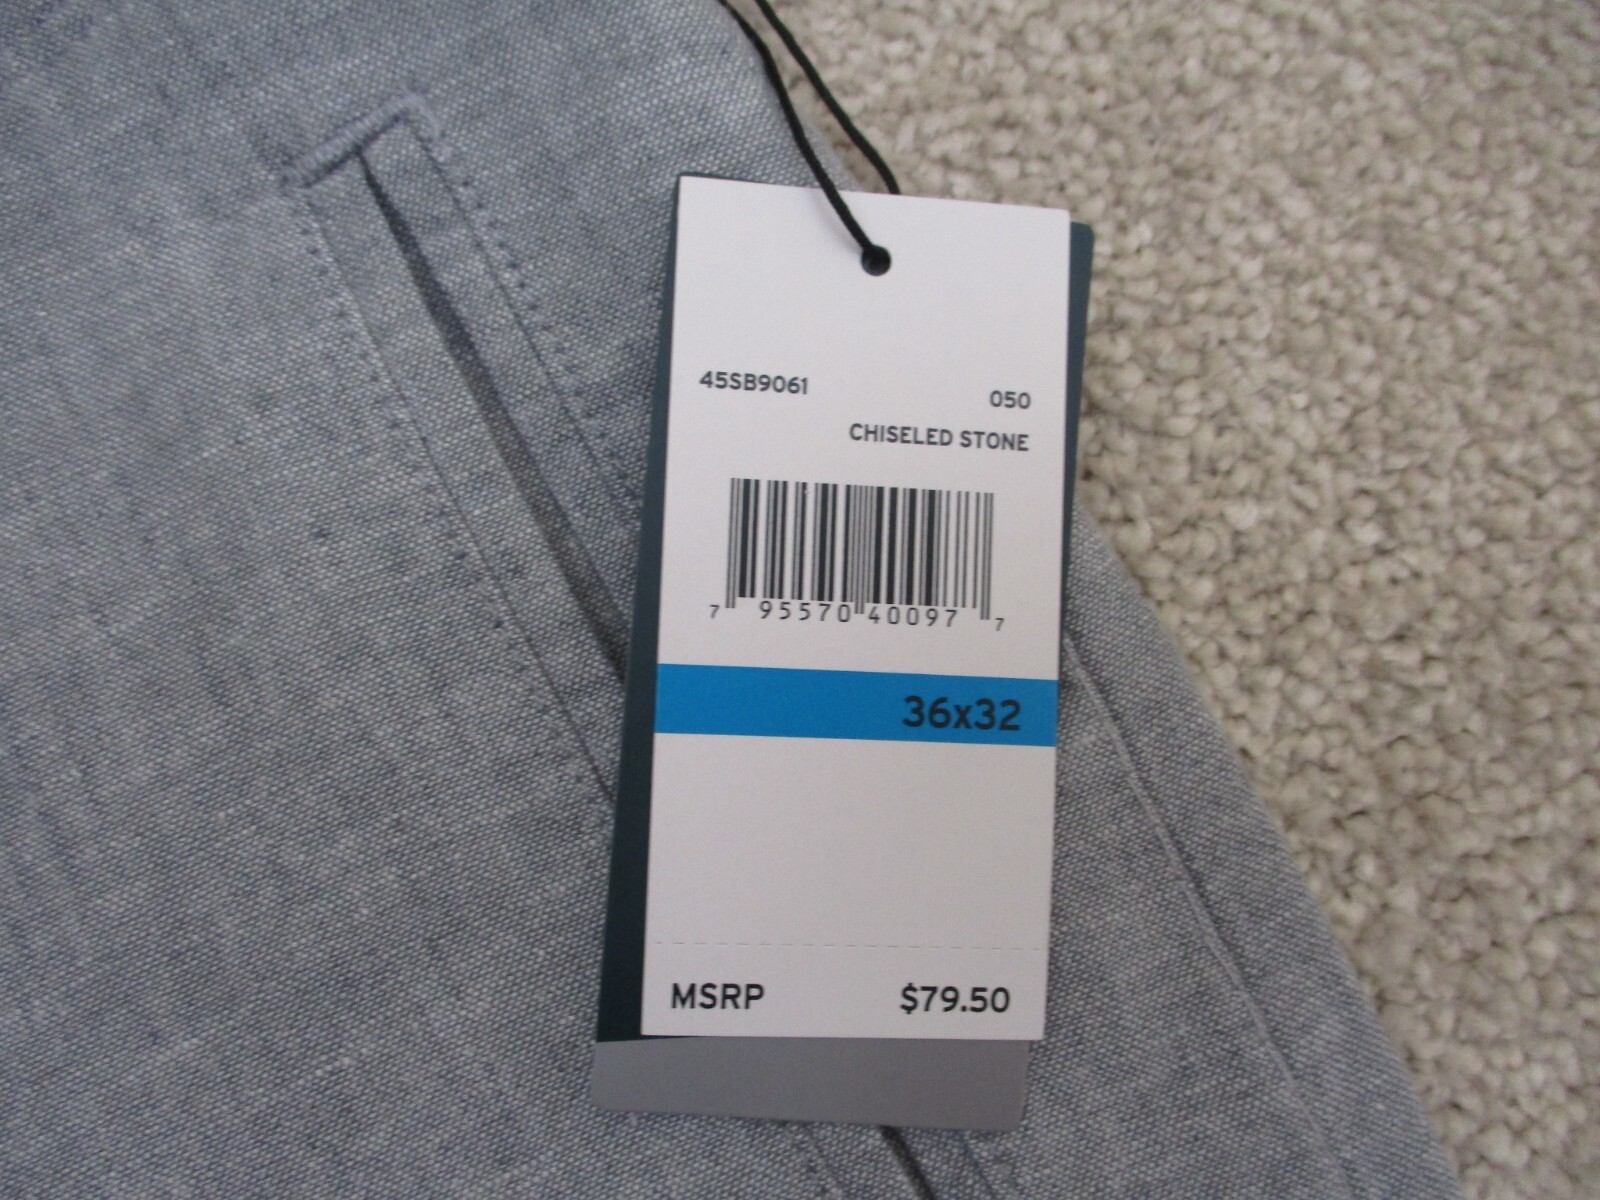 45SB9061 050
CHISELED STONE
7 95570 40097 7
36x32
MSRP $79.50